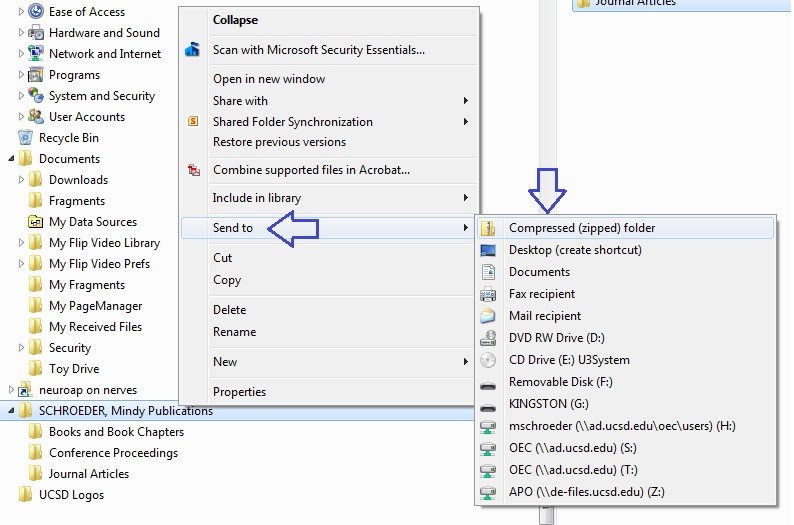 Ease of Access
Hardware and Sound
Network and Internet
Programs
System and Security
User Accounts
Recycle Bin
Documents
Downloads
Fragments
My Data Sources
My Flip Video Library
My Flip Video Prefs
My Fragments
My PageManager
My Received Files
Security
Toy Drive
neuroap on nerves
SCHROEDER, Mindy Publications
Books and Book Chapters
Conference Proceedings
Journal Articles
UCSD Logos
Collapse
Scan with Microsoft Security Essentials...
Open in new window
Share with
Shared Folder Synchronization
Restore previous versions
Combine supported files in Acrobat...
Include in library
Send to
Cut
Copy
Delete
Rename
New
Properties
Journal Articles
Compressed (zipped) folder
Desktop (create shortcut)
Documents
Fax recipient
Mail recipient
DVD RW Drive (D:)
CD Drive (E:) U3System
Removable Disk (F:)
KINGSTON (G:)
mschroeder (\\ad.ucsd.edu\oec\users) (H:)
OEC (\\ad.ucsd.edu) (S:)
OEC (\\ad.ucsd.edu) (T:)
APO (\\de-files.ucsd.edu) (Z:)